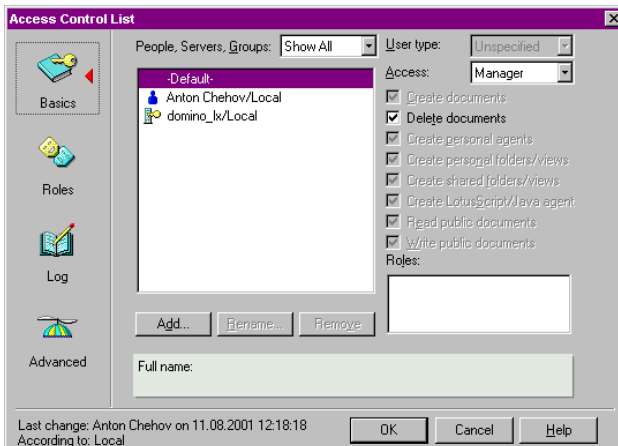 Access Control List
Basics
Roles
Log
Advanced
People, Servers, Groups: Show All
-Default-
Anton Chehov/Local
domino_lx/Local
Add... Rename... Remove
Full name:
User type: Unspecified
Access: Manager
Create documents
Delete documents
Create personal agents
Create personal folders/views
Create shared folders/views
Create LotusScript/Java agent
Read public documents
Write public documents
Roles:
Last change: Anton Chehov on 11.08.2001 12:18:18
According to: Local
OK Cancel Help